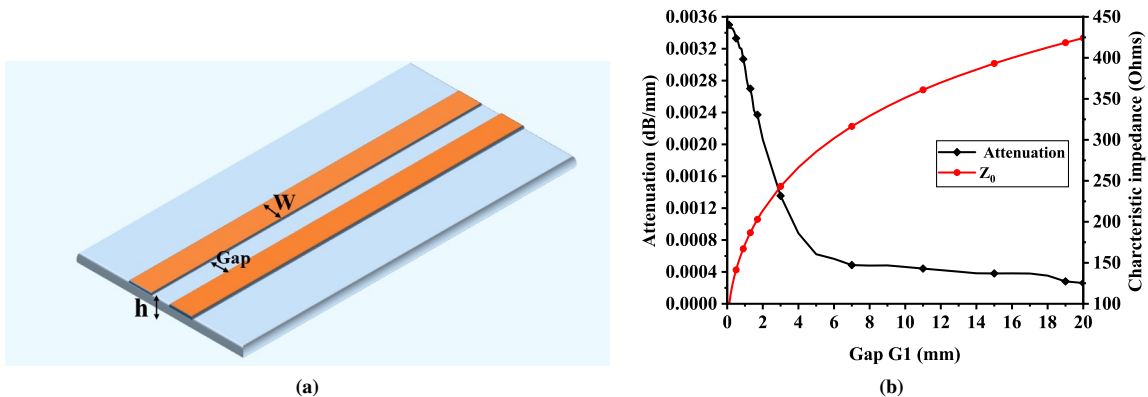 W
Gap
h
(a)
0.0036
0.0032
0.0028
0.0024
0.0020
0.0016
0.0012
0.0008
0.0004
0.0000
Attenuation (dB/mm)
450
400
350
300
250
200
150
100
Charcteristic impedance (Ohms)
Attenuation
Z₀
0 2 4 6 8 10 12 14 16 18 20
Gap G1 (mm)
(b)